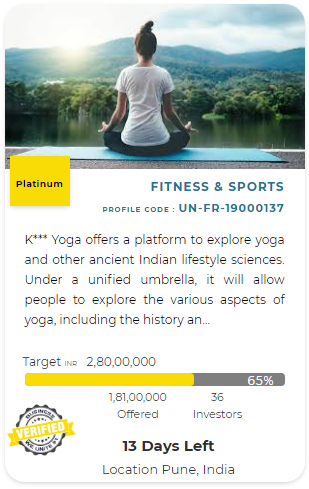 Platinum
FITNESS & SPORTS
PROFILE CODE : UN-FR-19000137
K*** Yoga offers a platform to explore yoga
and other ancient Indian lifestyle sciences.
Under a unified umbrella, it will allow
people to explore the various aspects of
yoga, including the history an...
Target INR 2,80,00,000
65%
1,81,00,000 36
Offered Investors
BUSINESS
VERIFIED
13 Days Left
Location Pune, India